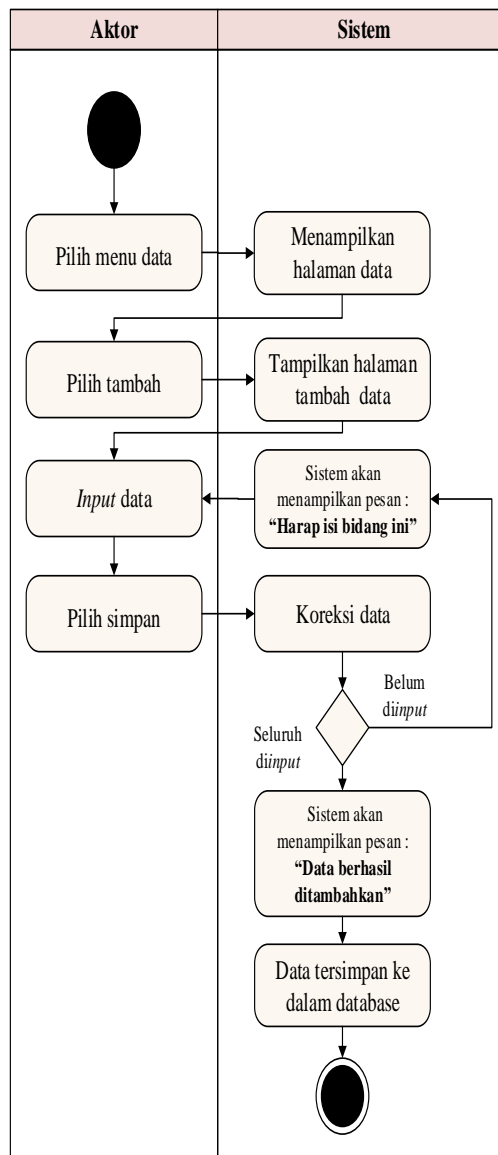 Aktor
Sistem
Pilih menu data
Menampilkan
halaman data
Pilih tambah
Tampilkan halaman
tambah data
Input data
Sistem akan
menampilkan pesan :
“Harap isi bidang ini”
Pilih simpan
Koreksi data
Belum
diinput
Seluruh
diinput
Sistem akan
menampilkan pesan :
“Data berhasil
ditambahkan”
Data tersimpan ke
dalam database